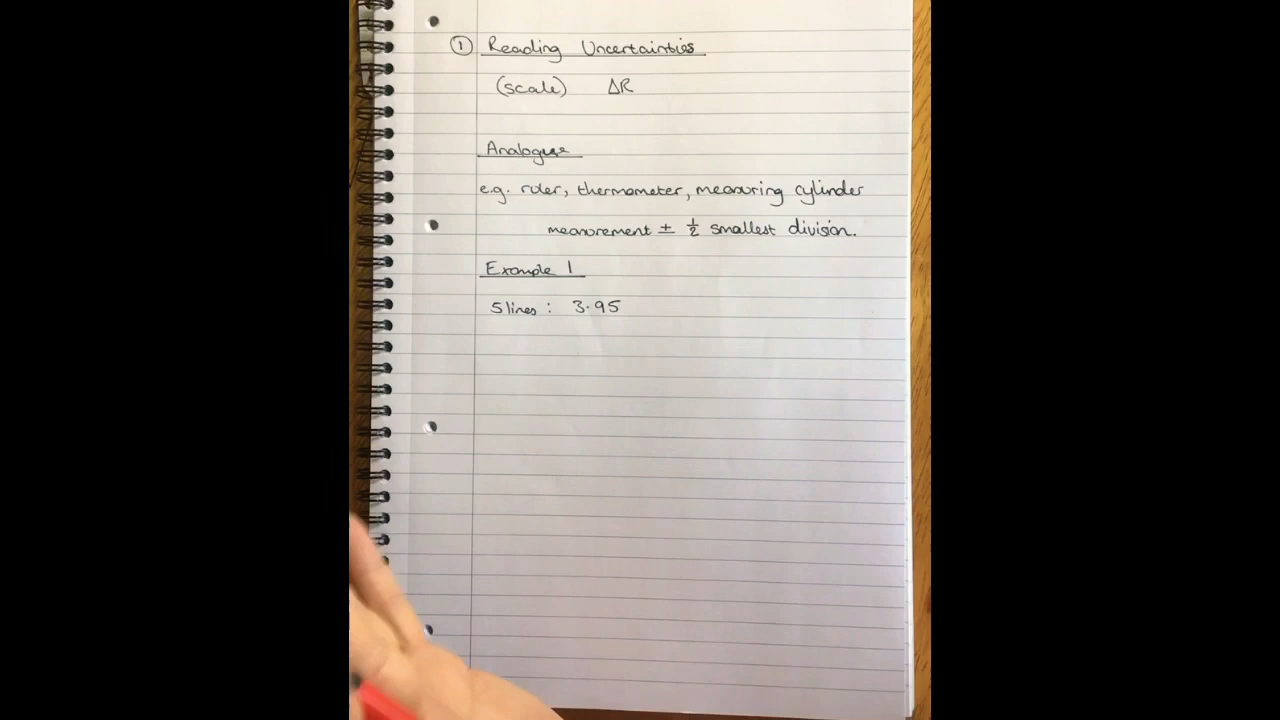 ① Reading Uncertainties
(scale) ΔR
Analogue
e.g. ruler, thermometer, measuring cylinder
measurement ± ½ smallest division.
Example 1
5 lines : 3.95